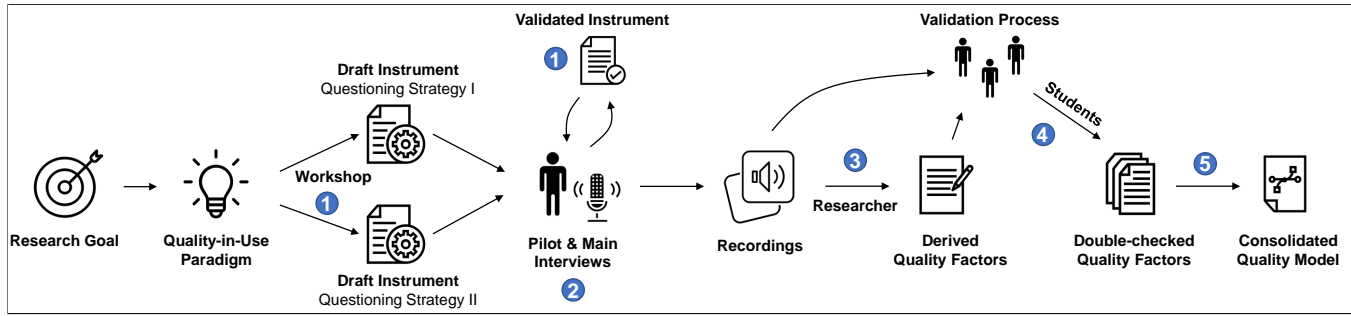 Research Goal
Quality-in-Use
Paradigm
Workshop
1
Draft Instrument
Questioning Strategy I
Draft Instrument
Questioning Strategy II
Validated Instrument
1
Pilot & Main
Interviews
2
Recordings
3
Researcher
Derived
Quality Factors
Validation Process
Students
4
Double-checked
Quality Factors
5
Consolidated
Quality Model